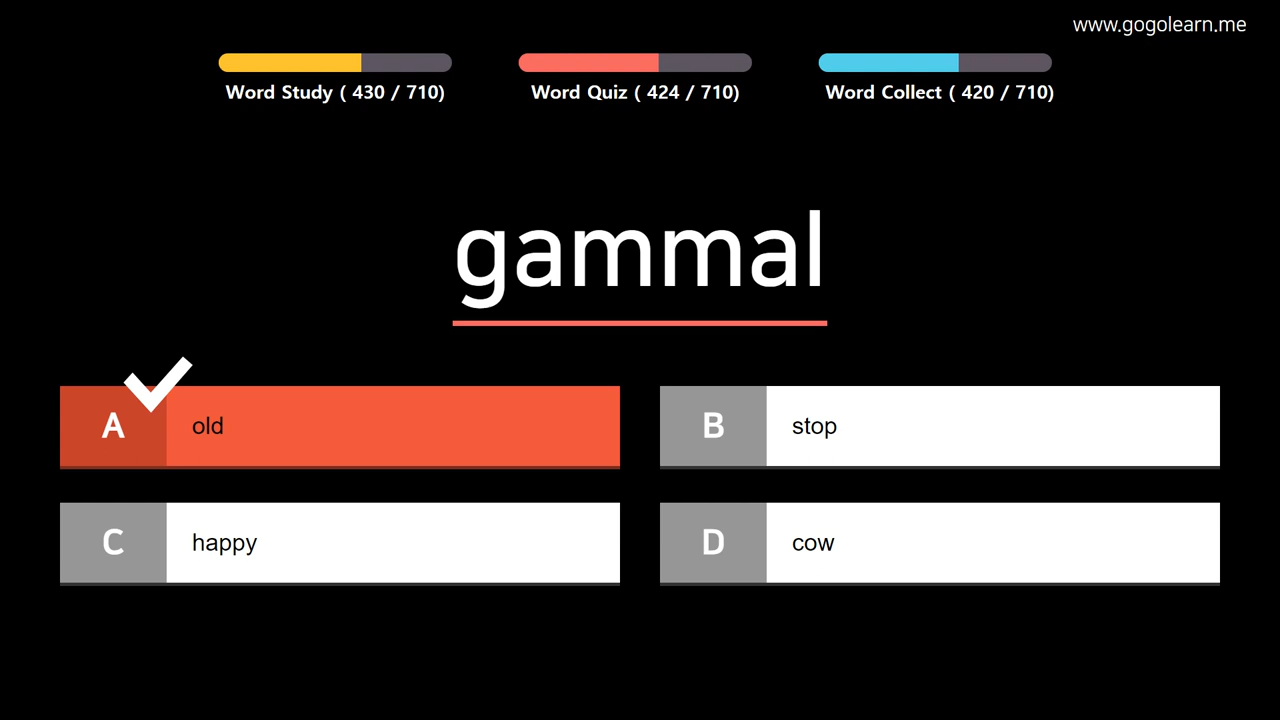 www.gogolearn.me
Word Study ( 430 / 710)
Word Quiz ( 424 / 710)
Word Collect ( 420 / 710)
gammal
A old
B stop
C happy
D cow